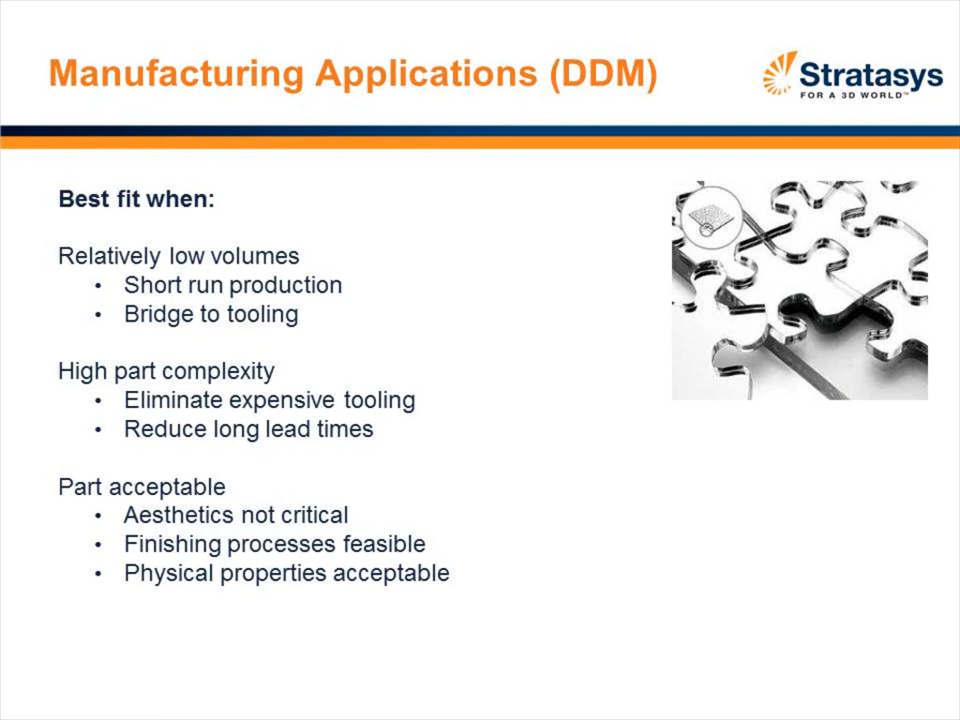 Manufacturing Applications (DDM)
Stratasys
FOR A 3D WORLD™
Best fit when:
Relatively low volumes
• Short run production
• Bridge to tooling
High part complexity
• Eliminate expensive tooling
• Reduce long lead times
Part acceptable
• Aesthetics not critical
• Finishing processes feasible
• Physical properties acceptable